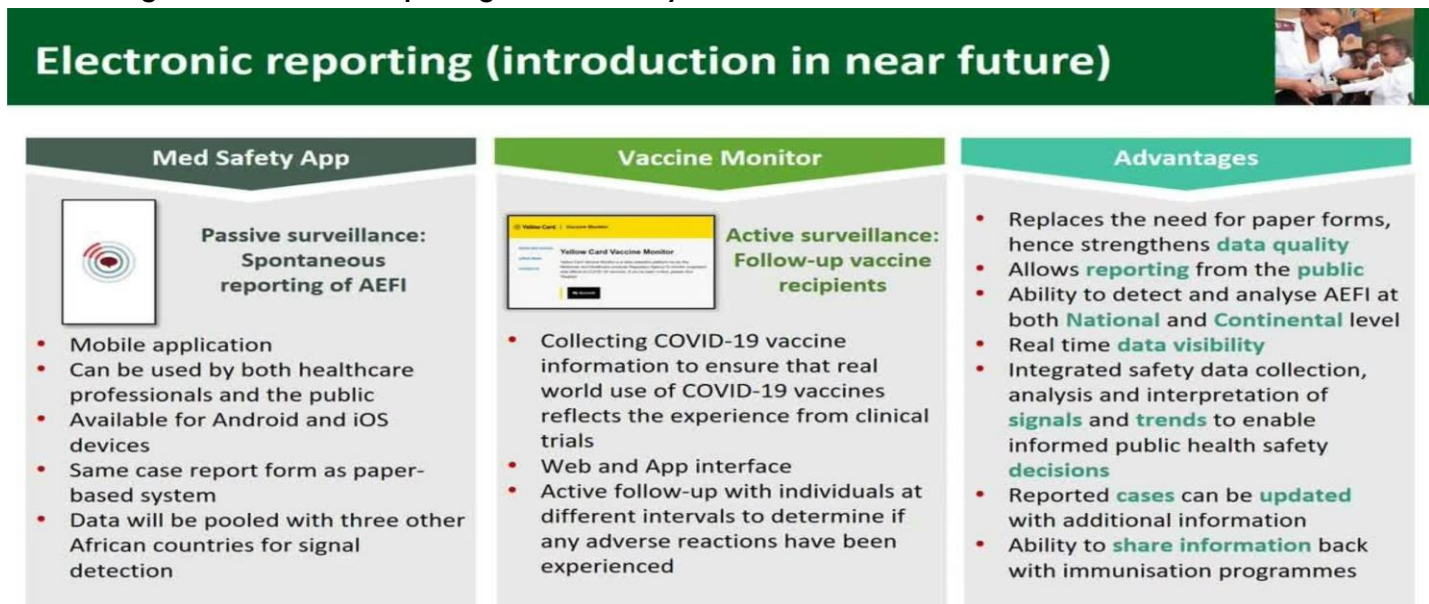 Electronic reporting (introduction in near future)
Med Safety App
Passive surveillance:
Spontaneous
reporting of AEFI
• Mobile application
• Can be used by both healthcare
professionals and the public
• Available for Android and iOS
devices
• Same case report form as paper-
based system
• Data will be pooled with three other
African countries for signal
detection
Vaccine Monitor
Yellow Card | Vaccine Monitor
Yellow Card Vaccine Monitor
My Account
Active surveillance:
Follow-up vaccine
recipients
• Collecting COVID-19 vaccine
information to ensure that real
world use of COVID-19 vaccines
reflects the experience from clinical
trials
• Web and App interface
• Active follow-up with individuals at
different intervals to determine if
any adverse reactions have been
experienced
Advantages
• Replaces the need for paper forms,
hence strengthens data quality
• Allows reporting from the public
• Ability to detect and analyse AEFI at
both National and Continental level
• Real time data visibility
• Integrated safety data collection,
analysis and interpretation of
signals and trends to enable
informed public health safety
decisions
• Reported cases can be updated
with additional information
• Ability to share information back
with immunisation programmes